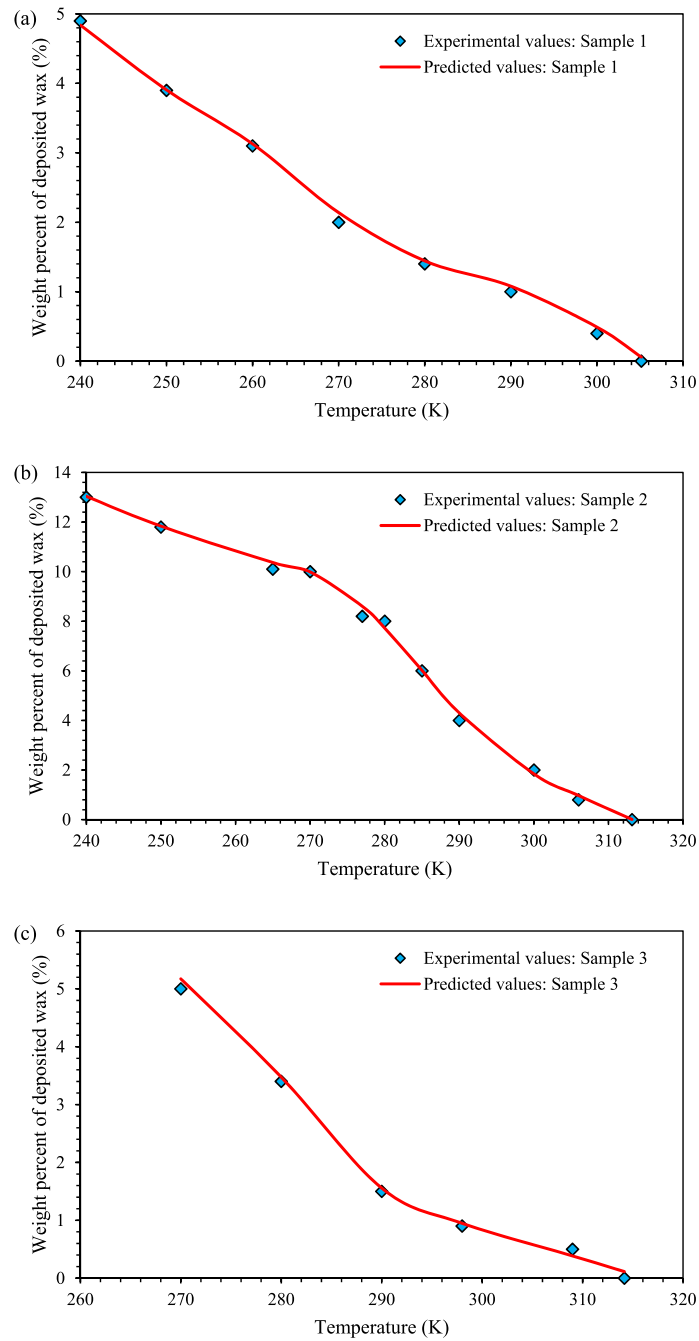 (a)
Weight percent of deposited wax (%)
5
4
3
2
1
0
Experimental values: Sample 1
Predicted values: Sample 1
240 250 260 270 280 290 300 310
Temperature (K)
(b)
Weight percent of deposited wax (%)
14
12
10
8
6
4
2
0
Experimental values: Sample 2
Predicted values: Sample 2
240 250 260 270 280 290 300 310 320
Temperature (K)
(c)
Weight percent of deposited wax (%)
6
5
4
3
2
1
0
Experimental values: Sample 3
Predicted values: Sample 3
260 270 280 290 300 310 320
Temperature (K)